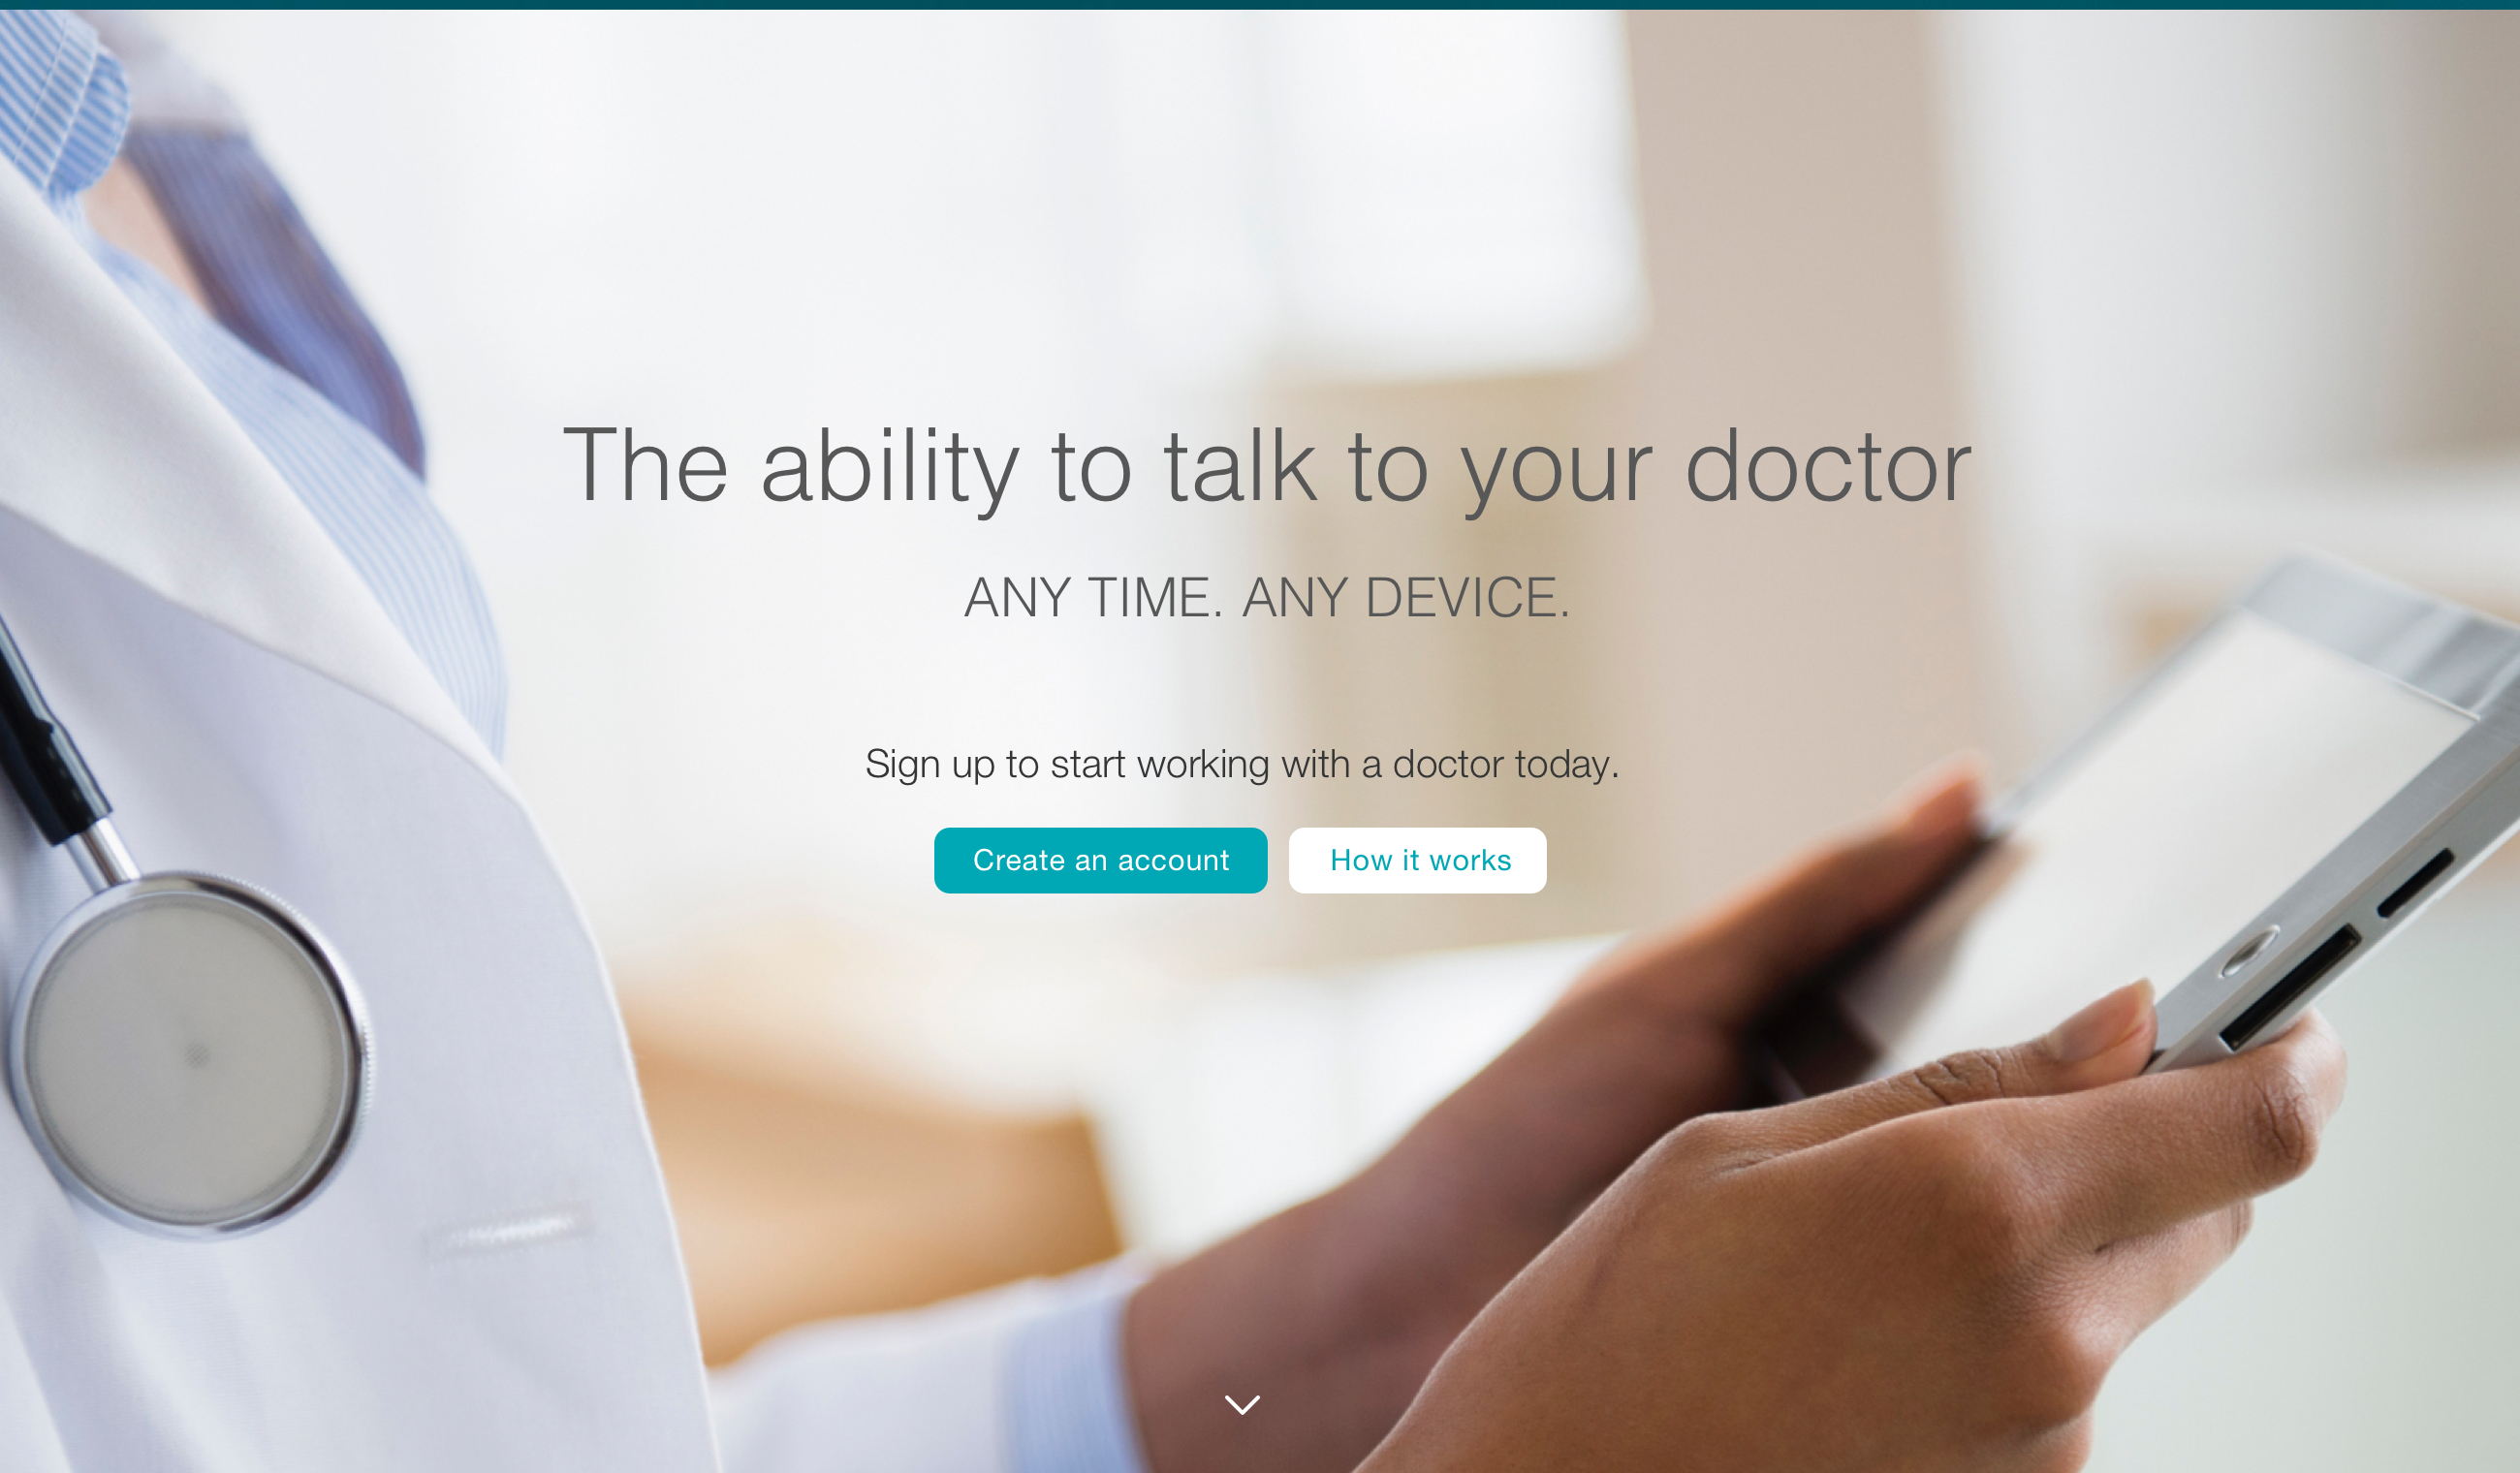 The ability to talk to your doctor
ANY TIME. ANY DEVICE.
Sign up to start working with a doctor today.
Create an account
How it works